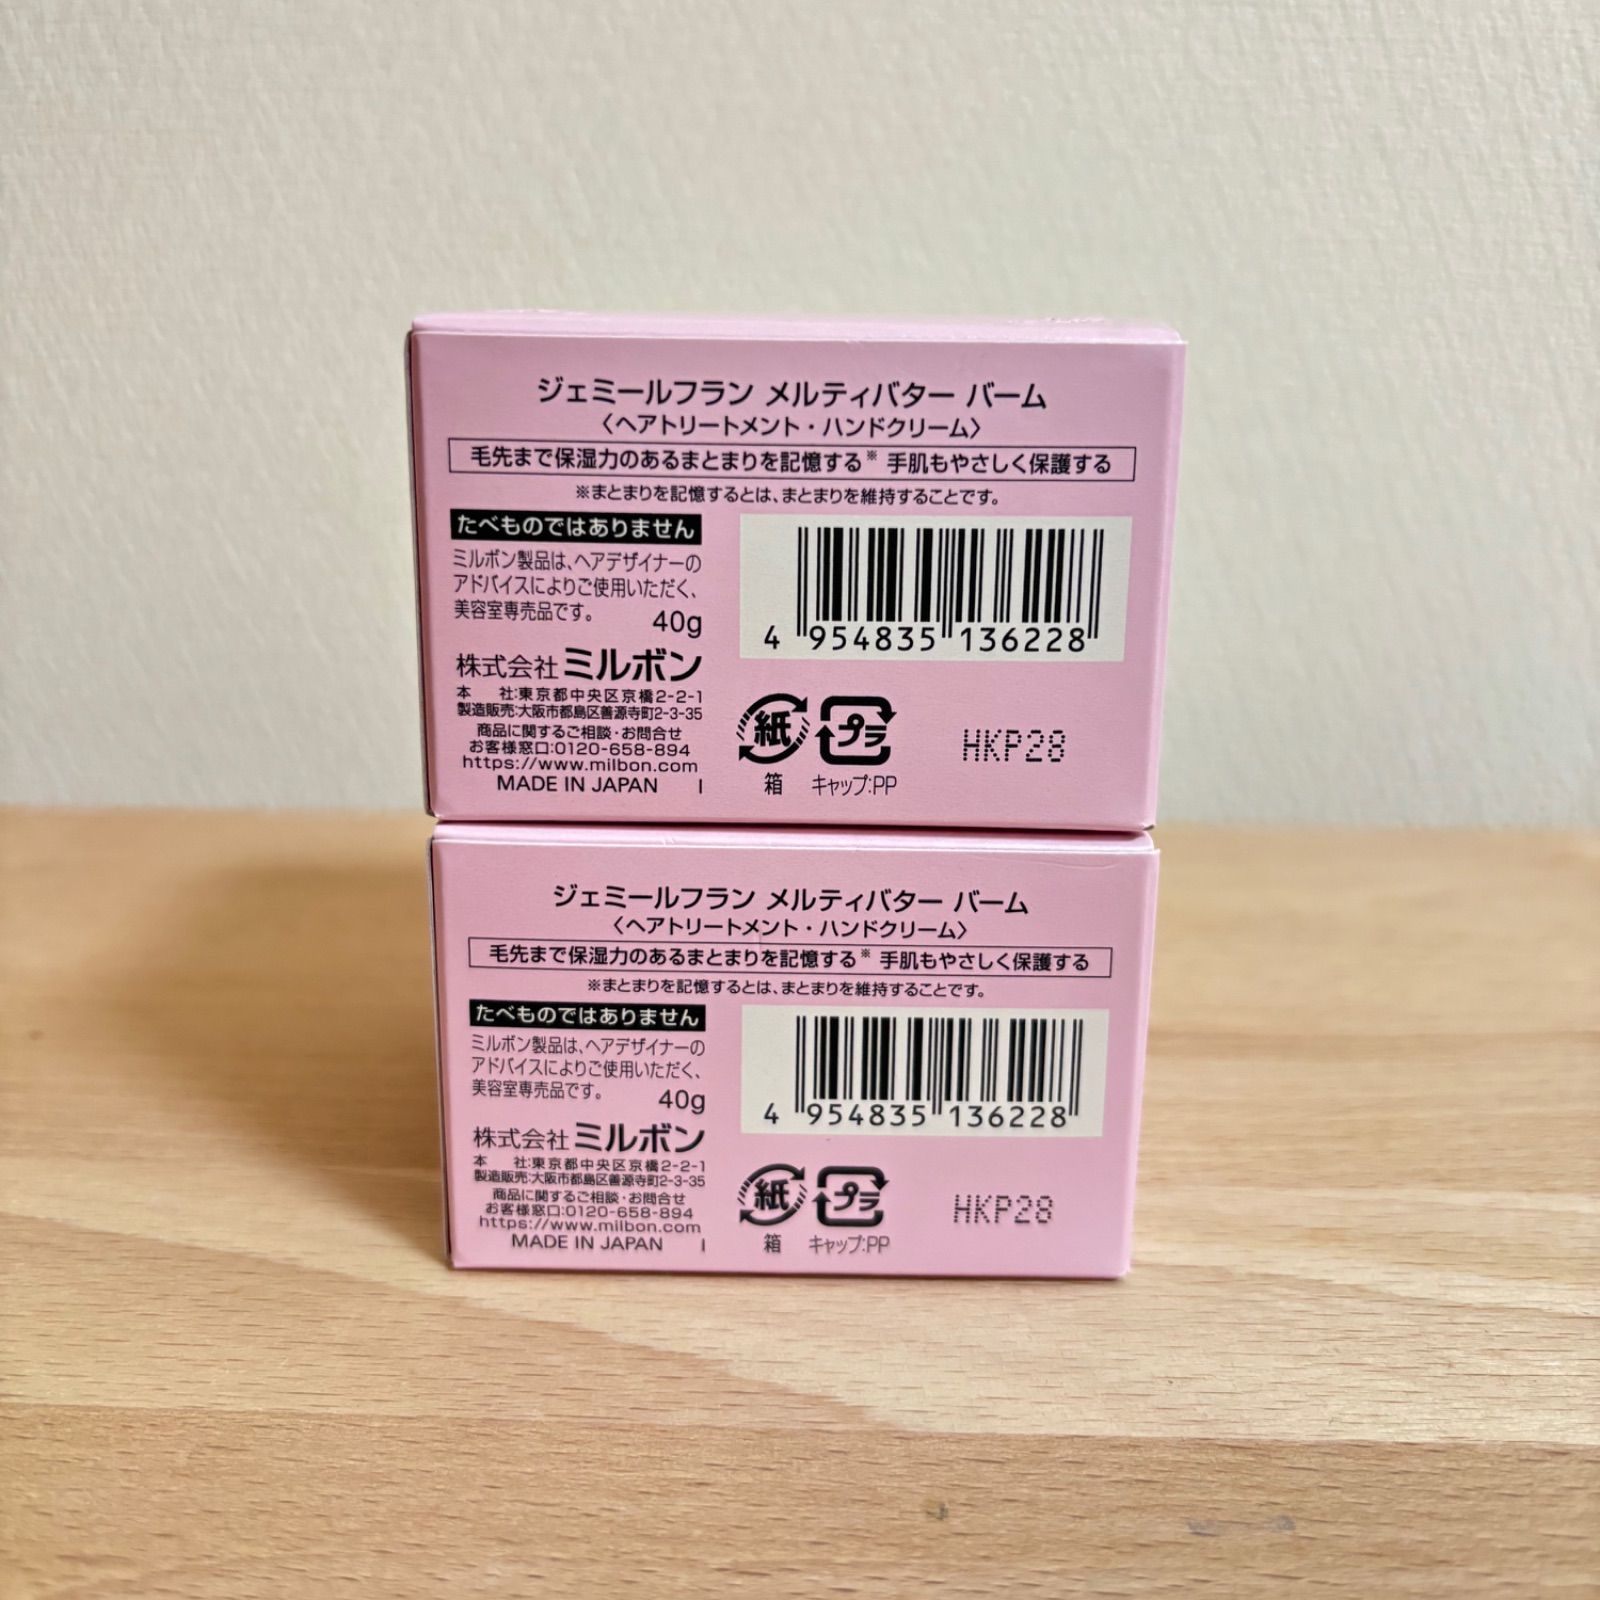 ジェミールフラン メルティバター バーム
〈ヘアトリートメント・ハンドクリーム〉
毛先まで保湿力のあるまとまりを記憶する※ 手肌もやさしく保護する
※まとまりを記憶するとは、まとまりを維持することです。
たべものではありません
ミルボン製品は、ヘアデザイナーの
アドバイスによりご使用いただく、
美容室専売品です。
40g
株式会社ミルボン
本 社:東京都中央区京橋2-2-1
製造販売:大阪市都島区善源寺町2-3-35
商品に関するご相談・お問合せ
お客様窓口:0120-658-894
https://www.milbon.com
MADE IN JAPAN I
4 954835 136228
紙 プラ
箱 キャップ:PP
HKP28
ジェミールフラン メルティバター バーム
〈ヘアトリートメント・ハンドクリーム〉
毛先まで保湿力のあるまとまりを記憶する※ 手肌もやさしく保護する
※まとまりを記憶するとは、まとまりを維持することです。
たべものではありません
ミルボン製品は、ヘアデザイナーの
アドバイスによりご使用いただく、
美容室専売品です。
40g
株式会社ミルボン
本 社:東京都中央区京橋2-2-1
製造販売:大阪市都島区善源寺町2-3-35
商品に関するご相談・お問合せ
お客様窓口:0120-658-894
https://www.milbon.com
MADE IN JAPAN I
4 954835 136228
紙 プラ
箱 キャップ:PP
HKP28